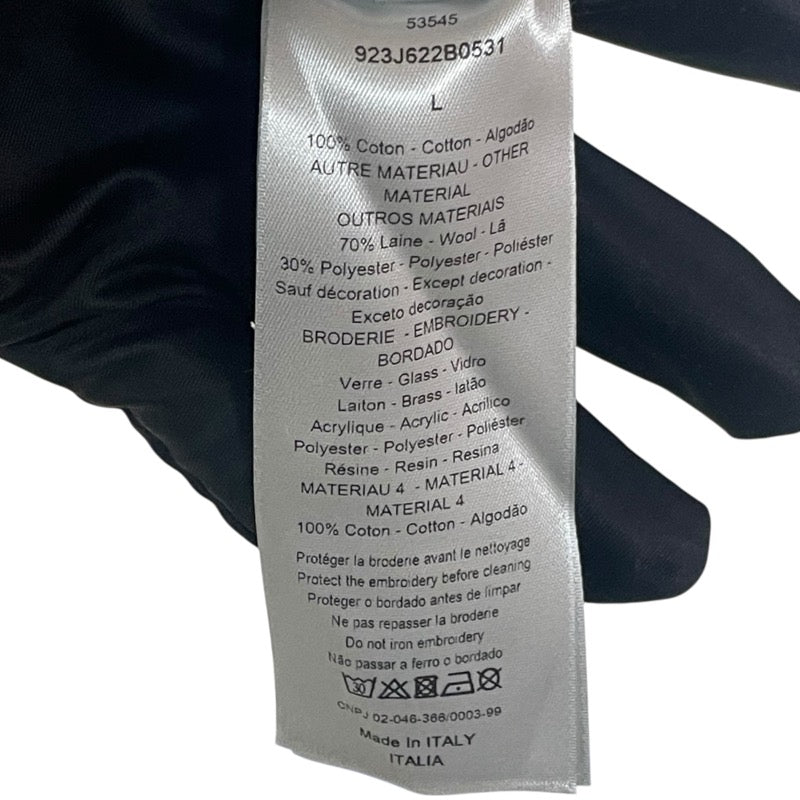 53545
923J622B0531
L
100% Coton - Cotton - Algodão
AUTRE MATERIAU - OTHER
MATERIAL
OUTROS MATERIAIS
70% Laine - Wool - Lã
30% Polyester - Polyester - Poliéster
Sauf décoration - Except decoration -
Exceto decoração
BRODERIE - EMBROIDERY -
BORDADO
Verre - Glass - Vidro
Laiton - Brass - latão
Acrylique - Acrylic - Acrílico
Polyester - Polyester - Poliéster
Résine - Resin - Resina
MATERIAU 4 - MATERIAL 4 -
MATERIAL 4
100% Coton - Cotton - Algodão
Protéger la broderie avant le nettoyage
Protect the embroidery before cleaning
Proteger o bordado antes de limpar
Ne pas repasser la broderie
Do not iron embroidery
Não passar a ferro o bordado
30
CNPJ 02-046-366/0003-99
Made In ITALY
ITALIA